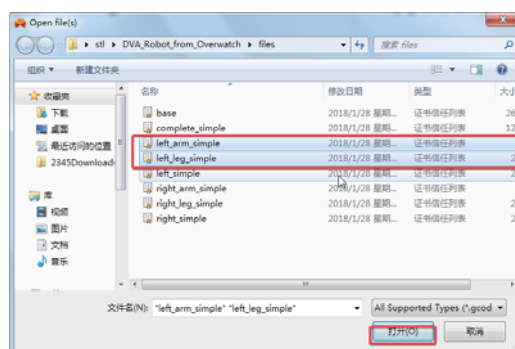 Open file(s)
stl ▸ DVA_Robot_from_Overwatch ▸ files
搜索 files
组织 新建文件夹
名称 修改日期 类型 大小
收藏夹
下载
桌面
最近访问的位置
2345Download
库
视频
图片
文档
音乐
base 2018/1/28 星期... 证书信任列表 26
complete_simple 2018/1/28 星期... 证书信任列表 12
left_arm_simple 2018/1/28 星期... 证书信任列表
left_leg_simple 2018/1/28 星期... 证书信任列表 2
left_simple 2018/1/28 星期... 证书信任列表 2
right_arm_simple 2018/1/28 星期... 证书信任列表
right_leg_simple 2018/1/28 星期... 证书信任列表 2
right_simple 2018/1/28 星期... 证书信任列表 2
文件名(N): "left_arm_simple" "left_leg_simple"
All Supported Types (*.gcod
打开(O) 取消